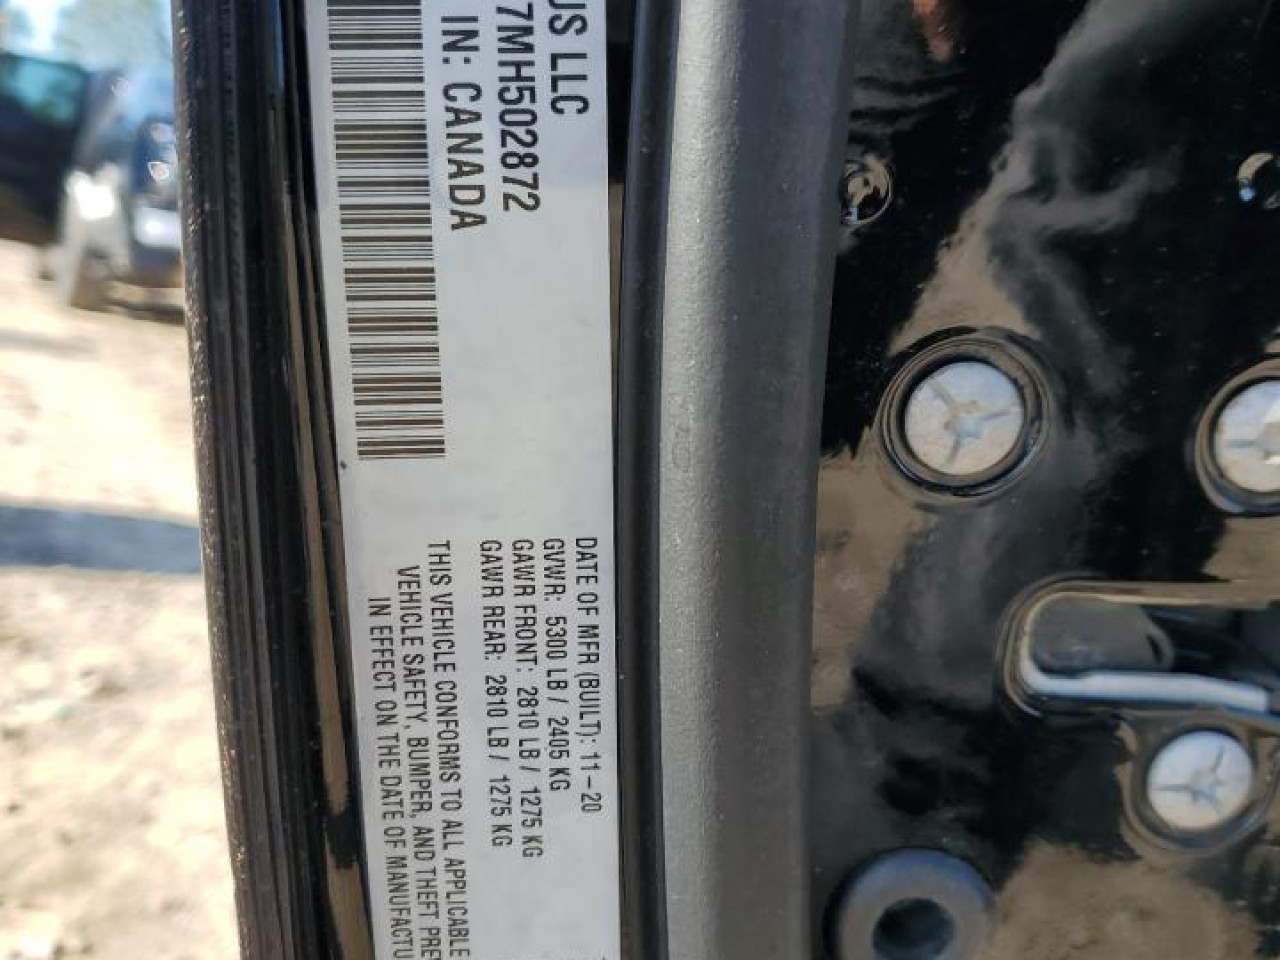 US LLC
7MH502872
IN: CANADA
DATE OF MFR (BUILT): 11-20
GVWR: 5300 LB / 2405 KG
GAWR FRONT: 2810 LB / 1275 KG
GAWR REAR: 2810 LB / 1275 KG
THIS VEHICLE CONFORMS TO ALL APPLICABLE
VEHICLE SAFETY, BUMPER, AND THEFT PREV
IN EFFECT ON THE DATE OF MANUFACTU